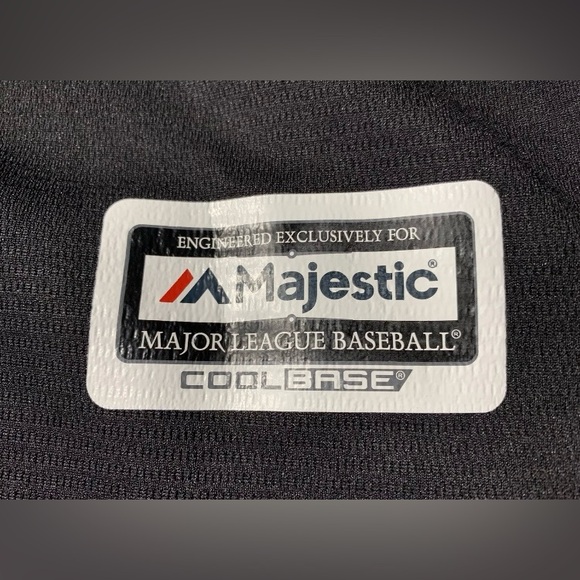 ENGINEERED EXCLUSIVELY FOR
Majestic®
MAJOR LEAGUE BASEBALL®
COOLBASE®